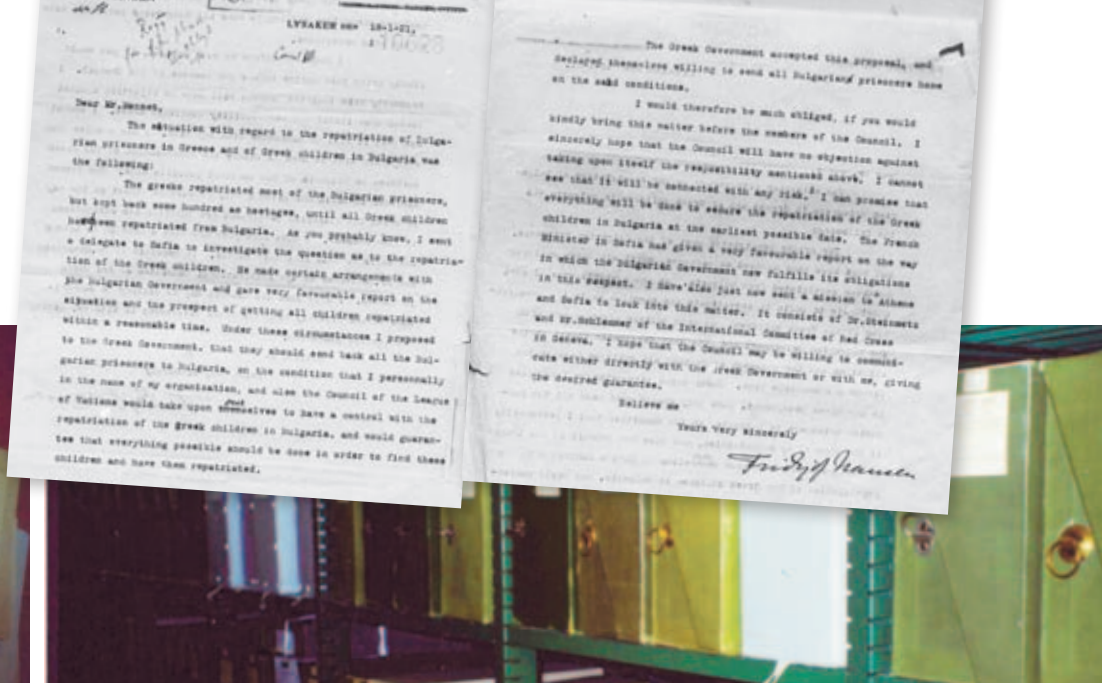 LYSAKER den 18-1-21.
10623
Dear Mr.Monnet,
The situation with regard to the repatriation of Bulga-
rian prisoners in Greece and of Greek children in Bulgaria was
the following:
The greeks repatriated most of the Bulgarian prisoners,
but kept back some hundred as hostages, until all Greek children
been repatriated from Bulgaria. As you probably know, I sent
a delegate to Sofia to investigate the question as to the repatria-
tion of the Greek children. He made certain arrangements with
the Bulgarian Government and gave very favourable report on the
situation and the prospect of getting all children repatriated
within a reasonable time. Under these circumstances I proposed
to the Greek Government, that they should send back all the Bul-
garian prisoners to Bulgaria, on the condition that I personally
in the name of my organisation, and also the Council of the League
of Nations would take upon themselves to have a control with the
repatriation of the Greek children in Bulgaria, and would guaran-
tee that everything possible should be done in order to find these
children and have them repatriated.
The Greek Government accepted this proposal, and
declared themselves willing to send all Bulgarian prisoners home
on the said conditions.
I would therefore be much obliged, if you would
kindly bring this matter before the members of the Council. I
sincerely hope that the Council will have no objection against
taking upon itself the resposibility mentioned above. I cannot
see that it will be connected with any risk. I can promise that
everything will be done to secure the repatriation of the Greek
children in Bulgaria at the earliest possible date. The French
Minister in Sofia has given a very favourable report on the way
in which the Bulgarian Government now fulfills its obligations
in this respect. I have also just now sent a mission to Athens
and Sofia to look into this matter. It consists of Dr.Steinmetz
and Mr.Schlemmer of the International Committee of Red Cross
in Geneva. I hope that the Council may be willing to communi-
cate either directly with the Greek Government or with me, giving
the desired guarantee.
Believe me
Yours very sincerely
Fridtjof Nansen